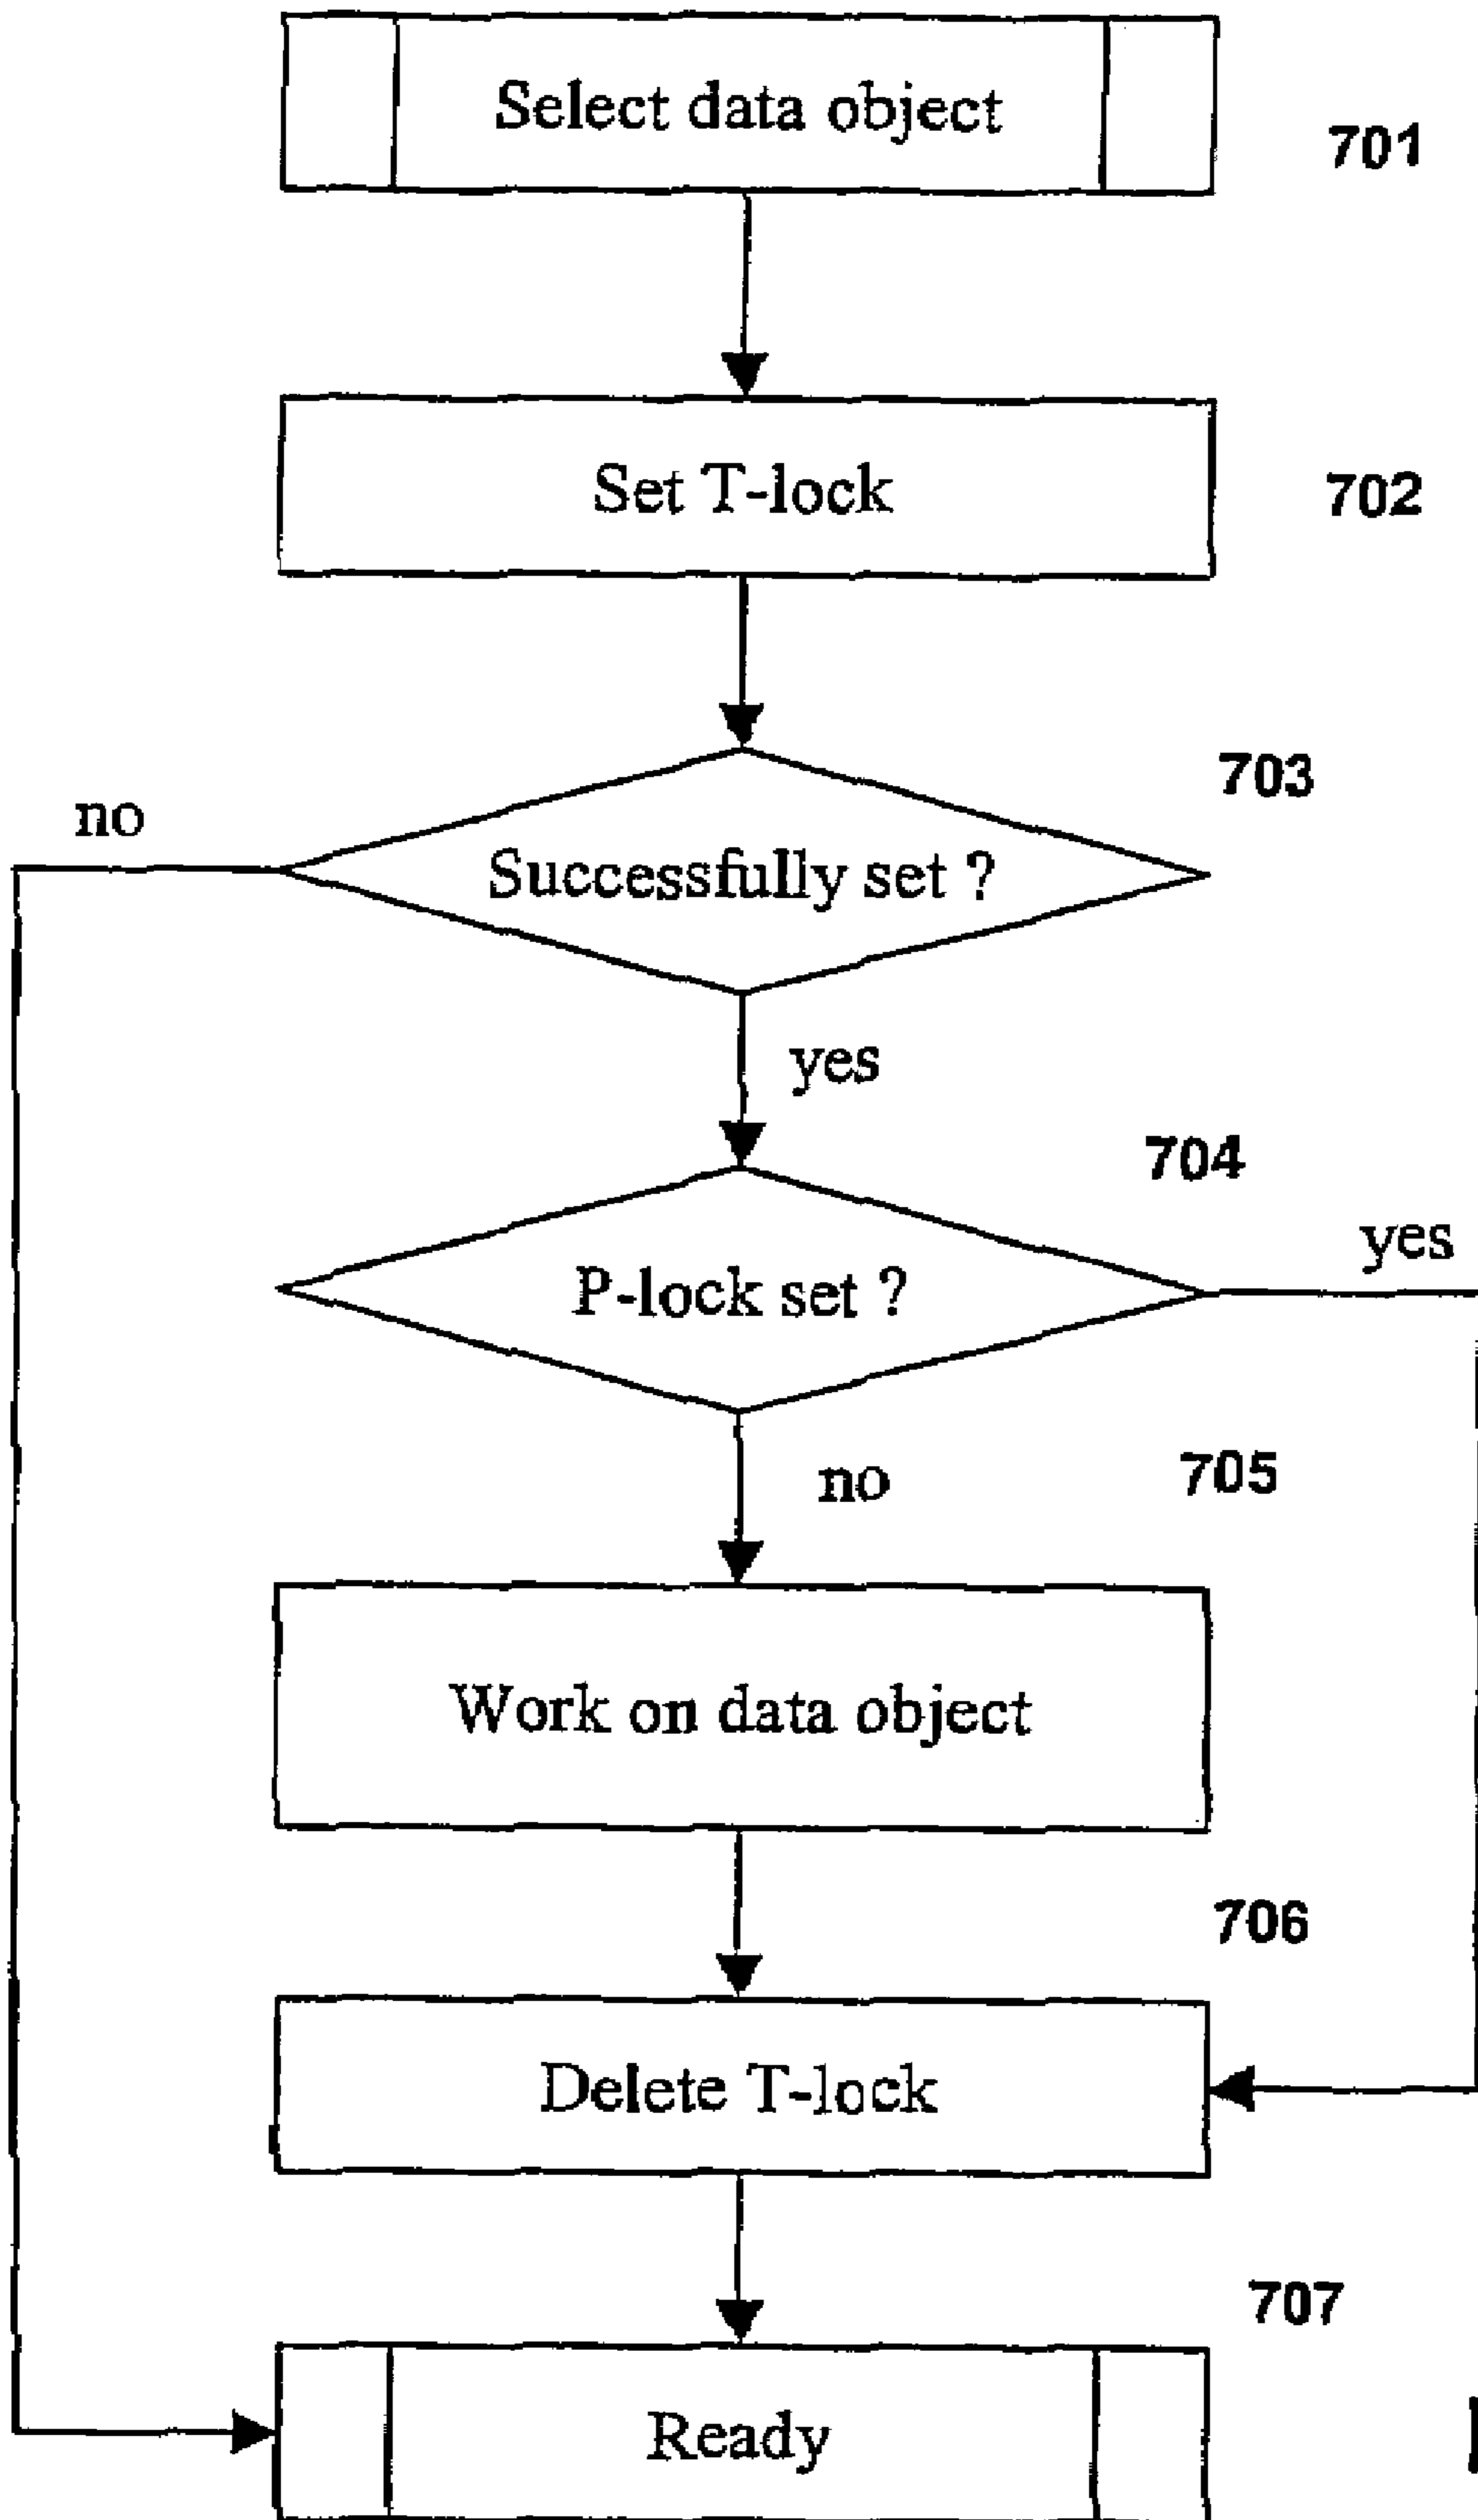 Select data object
701
Set T-lock
702
703
no
Successfully set ?
yes
704
yes
P-lock set ?
no
705
Work on data object
706
Delete T-lock
707
Ready